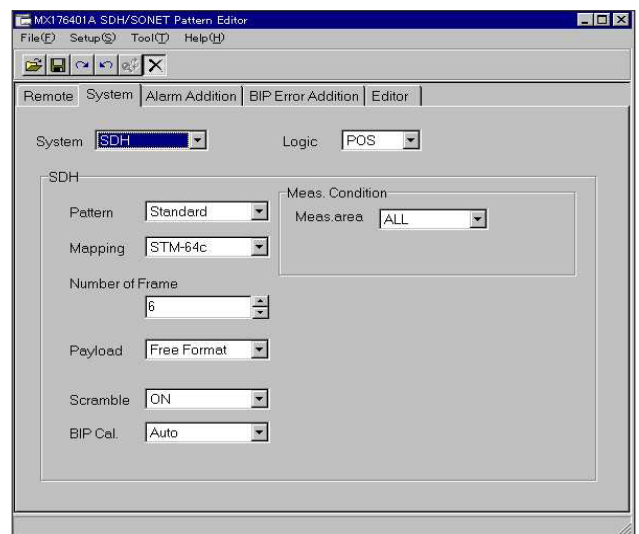 MX176401A SDH/SONET Pattern Editor
File(F) Setup(S) Tool(T) Help(H)
Remote System Alarm Addition BIP Error Addition Editor
System SDH Logic POS
SDH
Meas. Condition
Pattern Standard Meas.area ALL
Mapping STM-64c
Number of Frame
6
Payload Free Format
Scramble ON
BIP Cal. Auto